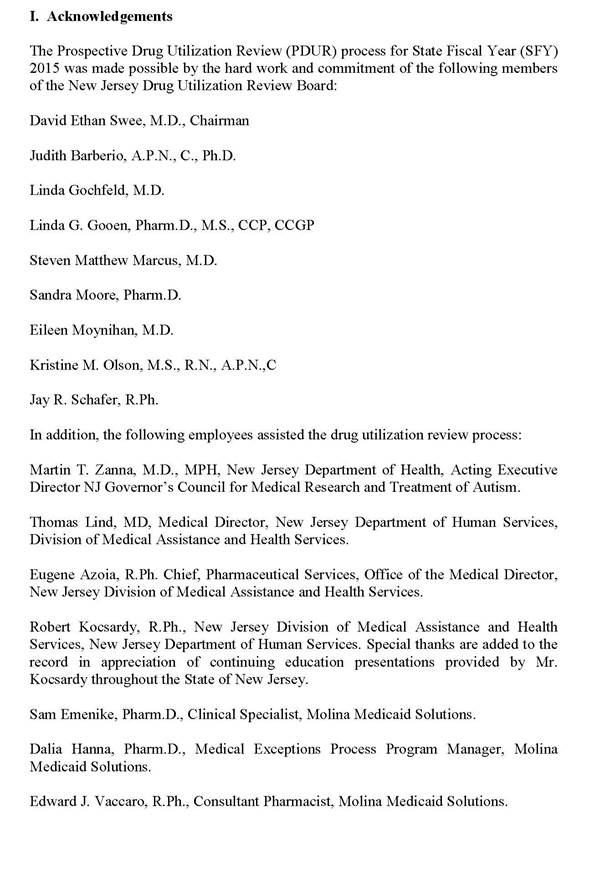 I. Acknowledgements
The Prospective Drug Utilization Review (PDUR) process for State Fiscal Year (SFY)
2015 was made possible by the hard work and commitment of the following members
of the New Jersey Drug Utilization Review Board:
David Ethan Swee, M.D., Chairman
Judith Barberio, A.P.N., C., Ph.D.
Linda Gochfeld, M.D.
Linda G. Gooen, Pharm.D., M.S., CCP, CCGP
Steven Matthew Marcus, M.D.
Sandra Moore, Pharm.D.
Eileen Moynihan, M.D.
Kristine M. Olson, M.S., R.N., A.P.N.,C
Jay R. Schafer, R.Ph.
In addition, the following employees assisted the drug utilization review process:
Martin T. Zanna, M.D., MPH, New Jersey Department of Health, Acting Executive
Director NJ Governor's Council for Medical Research and Treatment of Autism.
Thomas Lind, MD, Medical Director, New Jersey Department of Human Services,
Division of Medical Assistance and Health Services.
Eugene Azoia, R.Ph. Chief, Pharmaceutical Services, Office of the Medical Director,
New Jersey Division of Medical Assistance and Health Services.
Robert Kocsardy, R.Ph., New Jersey Division of Medical Assistance and Health
Services, New Jersey Department of Human Services. Special thanks are added to the
record in appreciation of continuing education presentations provided by Mr.
Kocsardy throughout the State of New Jersey.
Sam Emenike, Pharm.D., Clinical Specialist, Molina Medicaid Solutions.
Dalia Hanna, Pharm.D., Medical Exceptions Process Program Manager, Molina
Medicaid Solutions.
Edward J. Vaccaro, R.Ph., Consultant Pharmacist, Molina Medicaid Solutions.